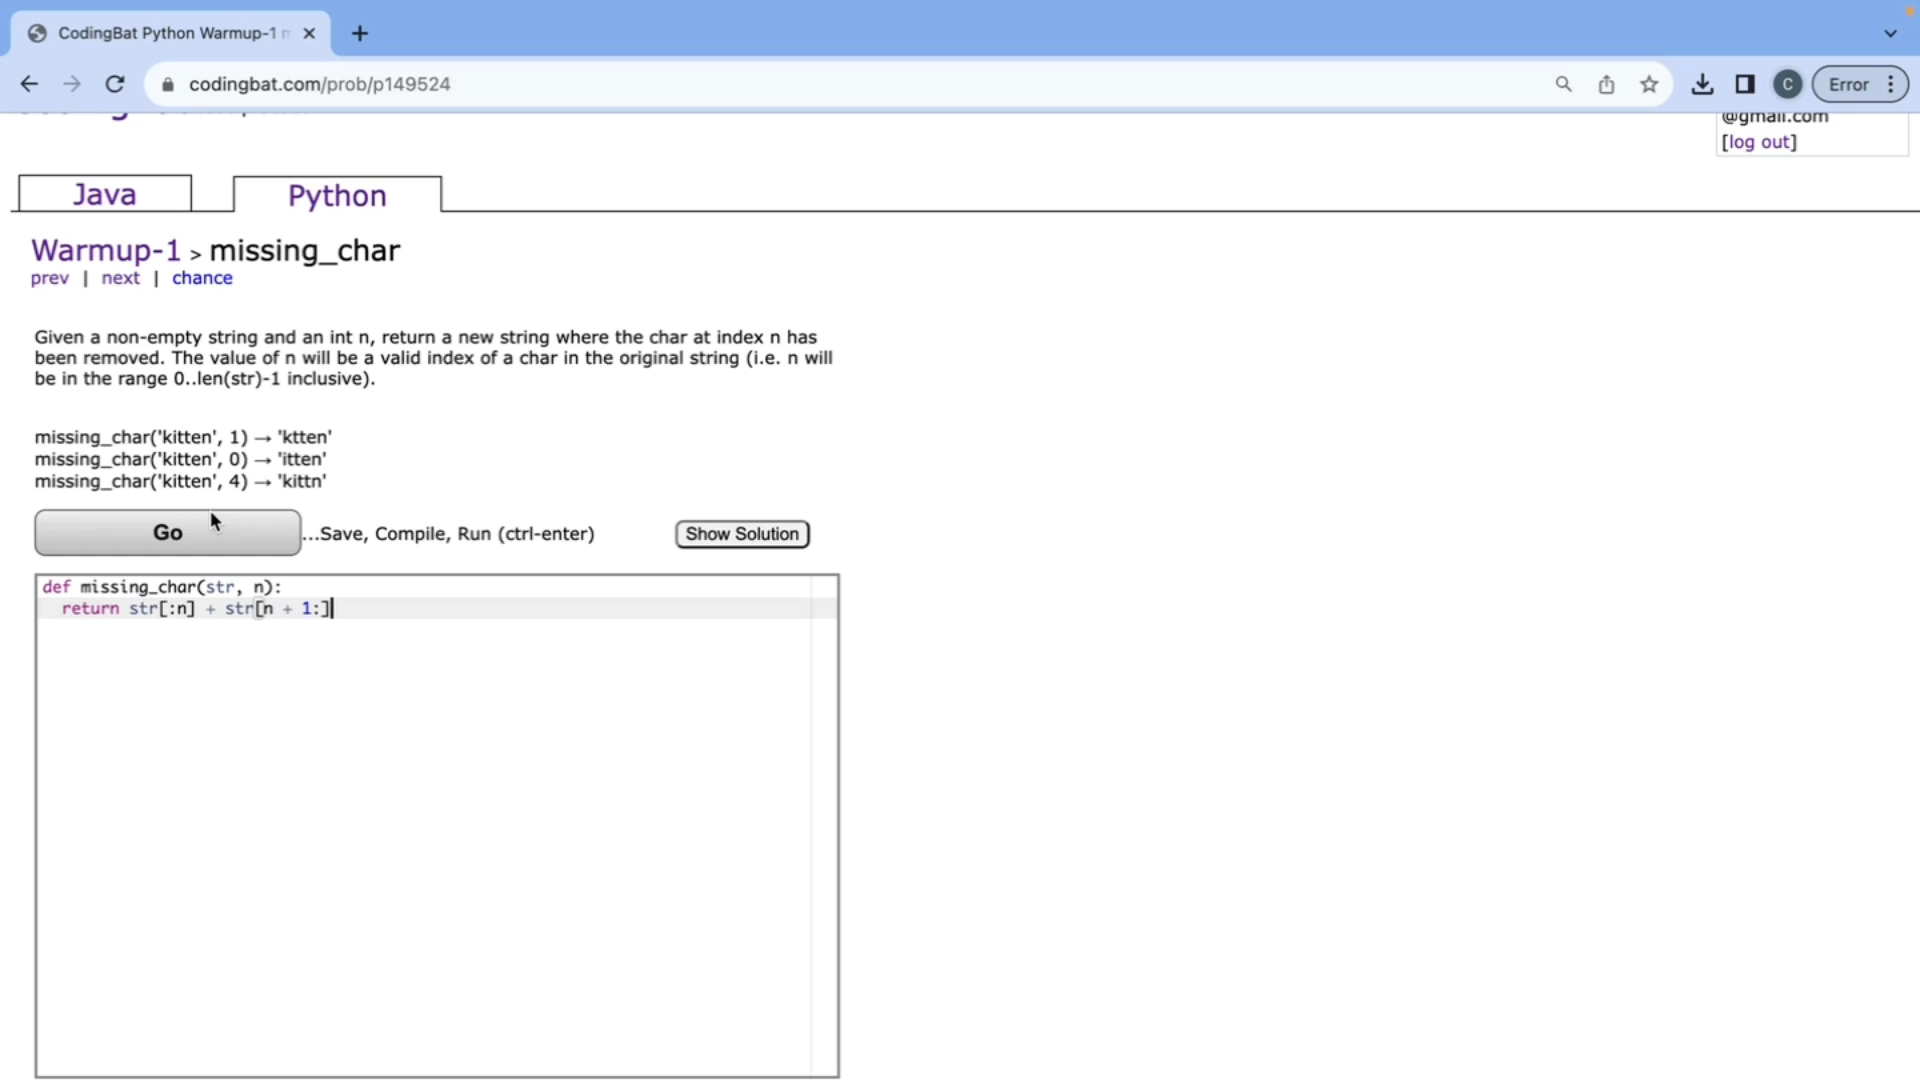 CodingBat Python Warmup-1
codingbat.com/prob/p149524
C
Error
@gmail.com
[log out]
Java
Python
Warmup-1 > missing_char
prev | next | chance
Given a non-empty string and an int n, return a new string where the char at index n has
been removed. The value of n will be a valid index of a char in the original string (i.e. n will
be in the range 0..len(str)-1 inclusive).
missing_char('kitten', 1) → 'ktten'
missing_char('kitten', 0) → 'itten'
missing_char('kitten', 4) → 'kittn'
Go
...Save, Compile, Run (ctrl-enter)
Show Solution
def missing_char(str, n):
  return str[:n] + str[n + 1:]